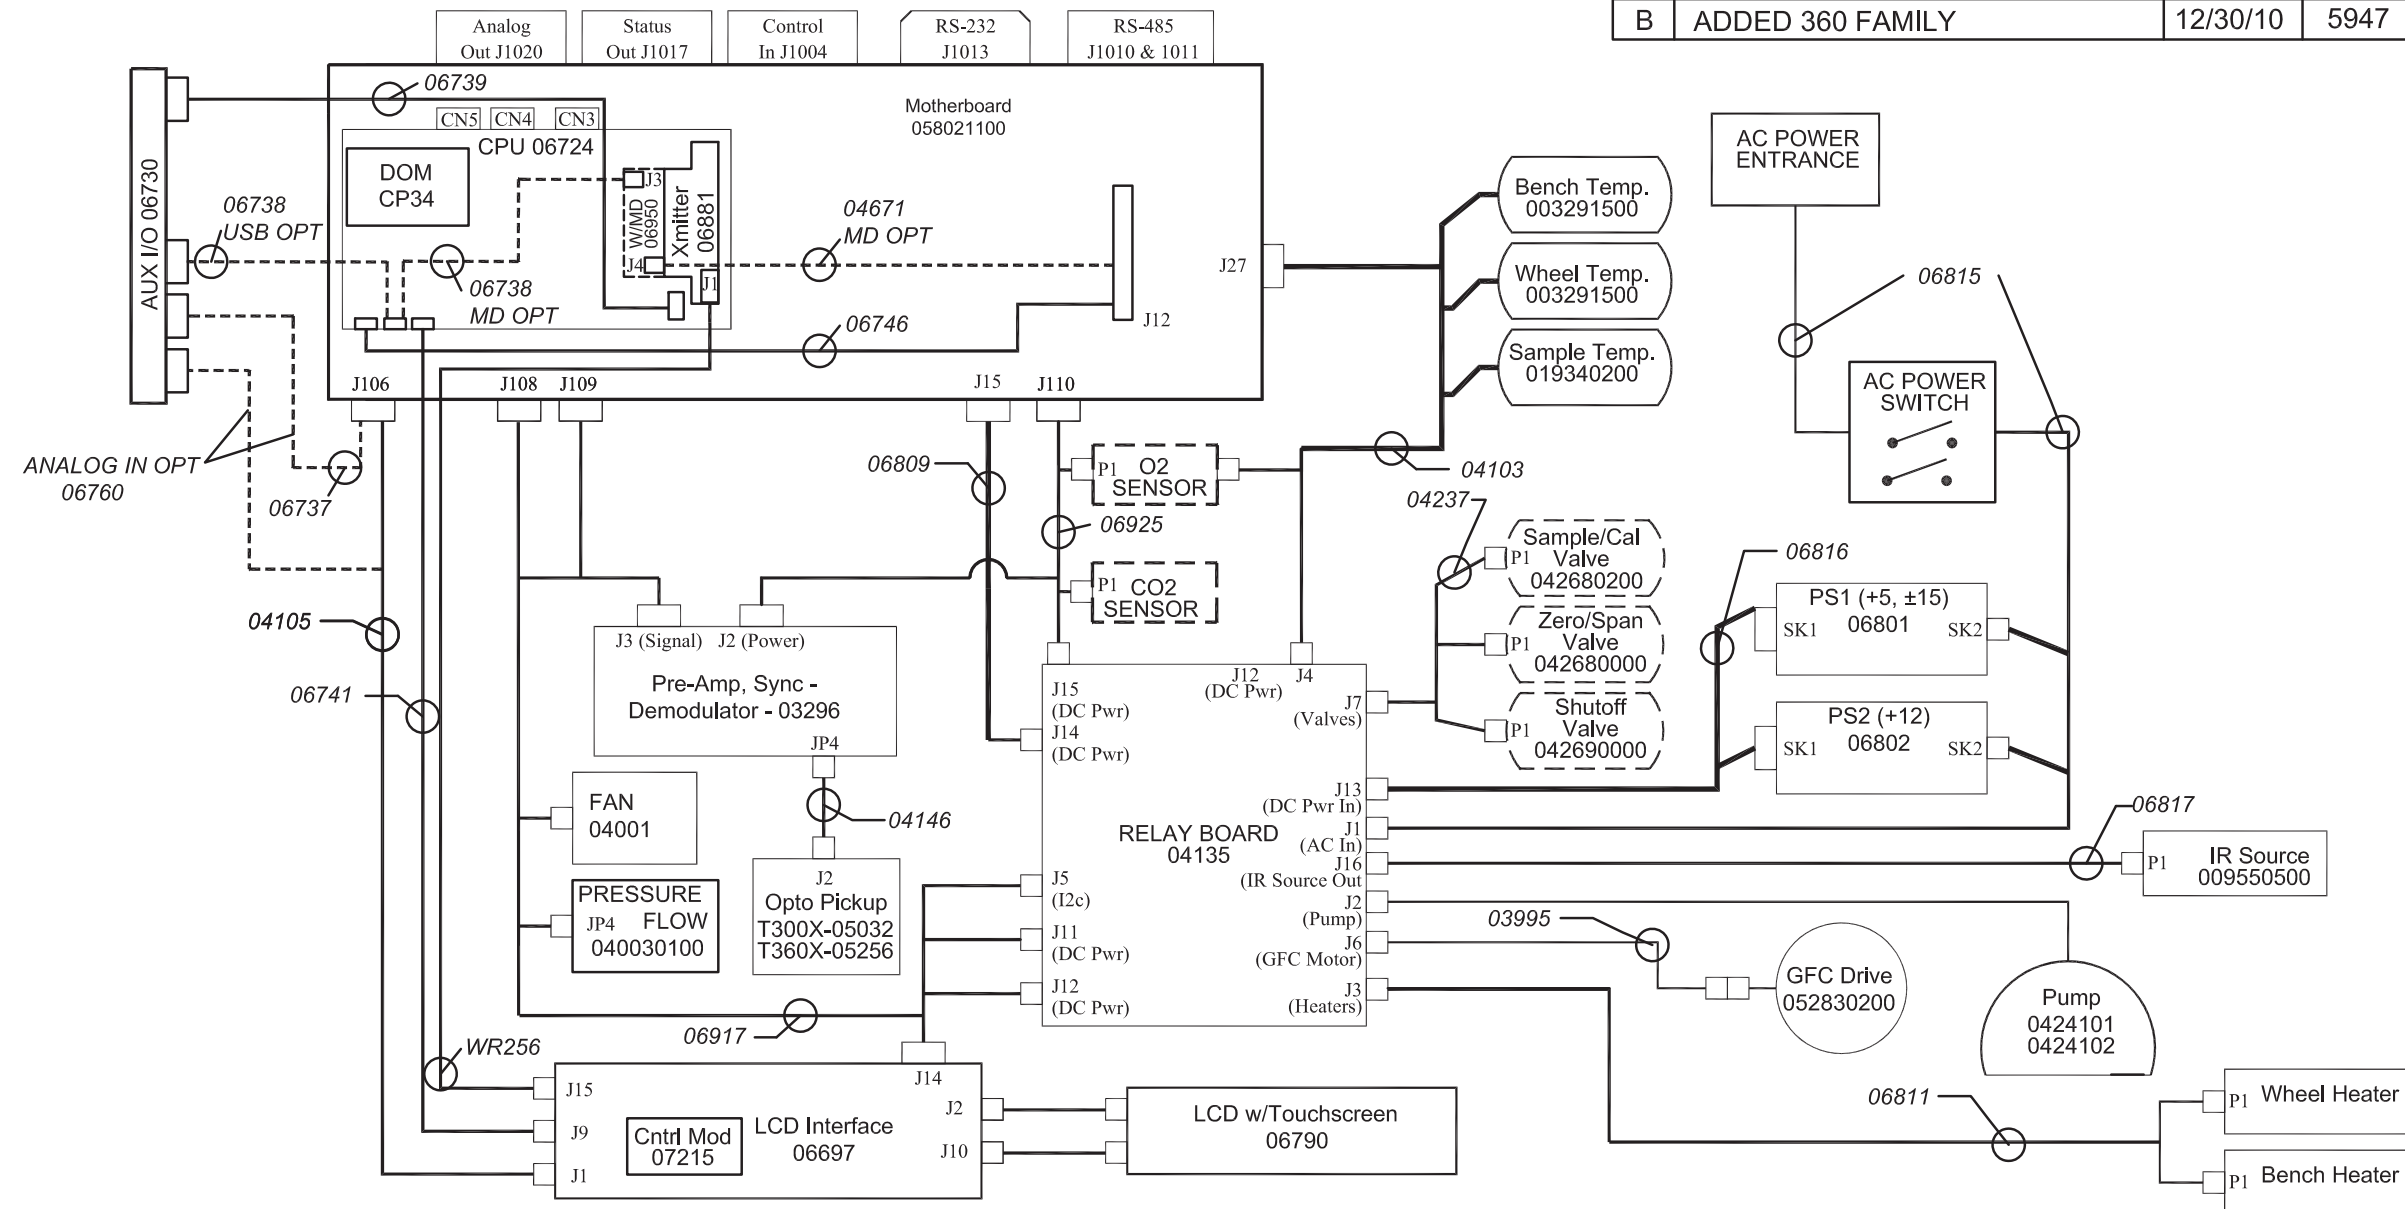 B ADDED 360 FAMILY 12/30/10 5947
Analog
Out J1020
Status
Out J1017
Control
In J1004
RS-232
J1013
RS-485
J1010 & 1011
06739
Motherboard
058021100
CN5 CN4 CN3
CPU 06724
DOM
CP34
AUX I/O 06730
06738
USB OPT
J3
W/MD
06950
Xmitter
06881
J4
J1
04671
MD OPT
06738
MD OPT
06746
J12
J27
J106
J108
J109
J15
J110
Bench Temp.
003291500
Wheel Temp.
003291500
Sample Temp.
019340200
AC POWER
ENTRANCE
06815
AC POWER
SWITCH
ANALOG IN OPT
06760
06737
06809
P1 O2
SENSOR
04103
06925
P1 CO2
SENSOR
04237
Sample/Cal
P1 Valve
042680200
Zero/Span
P1 Valve
042680000
Shutoff
P1 Valve
042690000
06816
PS1 (+5, ±15)
06801
SK1
SK2
PS2 (+12)
06802
SK1
SK2
04105
06741
J3 (Signal) J2 (Power)
Pre-Amp, Sync -
Demodulator - 03296
JP4
04146
FAN
04001
PRESSURE
JP4 FLOW
040030100
J2
Opto Pickup
T300X-05032
T360X-05256
J15
(DC Pwr)
J14
(DC Pwr)
J12
(DC Pwr)
J4
J7
(Valves)
J13
(DC Pwr In)
J1
(AC In)
J16
(IR Source Out
J2
(Pump)
J6
(GFC Motor)
J3
(Heaters)
RELAY BOARD
04135
J5
(I2c)
J11
(DC Pwr)
J12
(DC Pwr)
06817
P1 IR Source
009550500
03995
GFC Drive
052830200
Pump
0424101
0424102
06917
WR256
J14
J15
J9
J1
Cntrl Mod
07215
LCD Interface
06697
J2
J10
LCD w/Touchscreen
06790
06811
P1 Wheel Heater
P1 Bench Heater